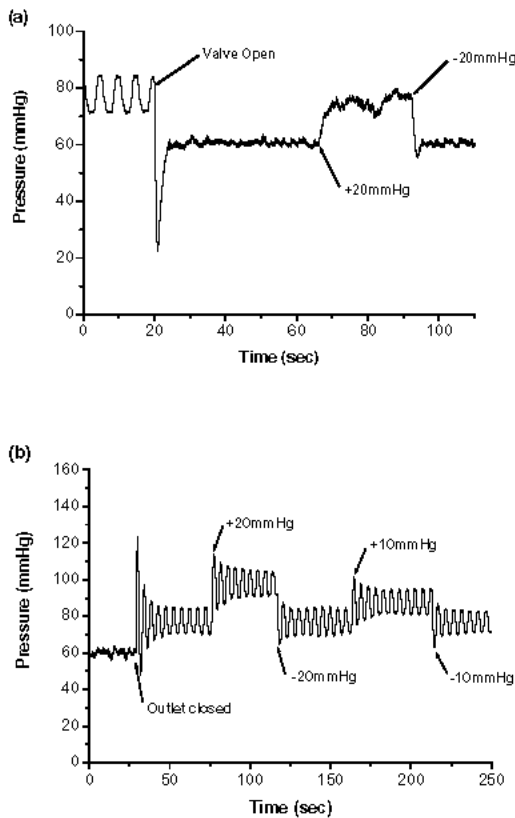 (a)
100
80
60
40
20
0
Pressure (mmHg)
Valve Open
-20mmHg
+20mmHg
0 20 40 60 80 100
Time (sec)
(b)
160
140
120
100
80
60
40
20
0
Pressure (mmHg)
+20mmHg
+10mmHg
-20mmHg
-10mmHg
Outlet closed
0 50 100 150 200 250
Time (sec)